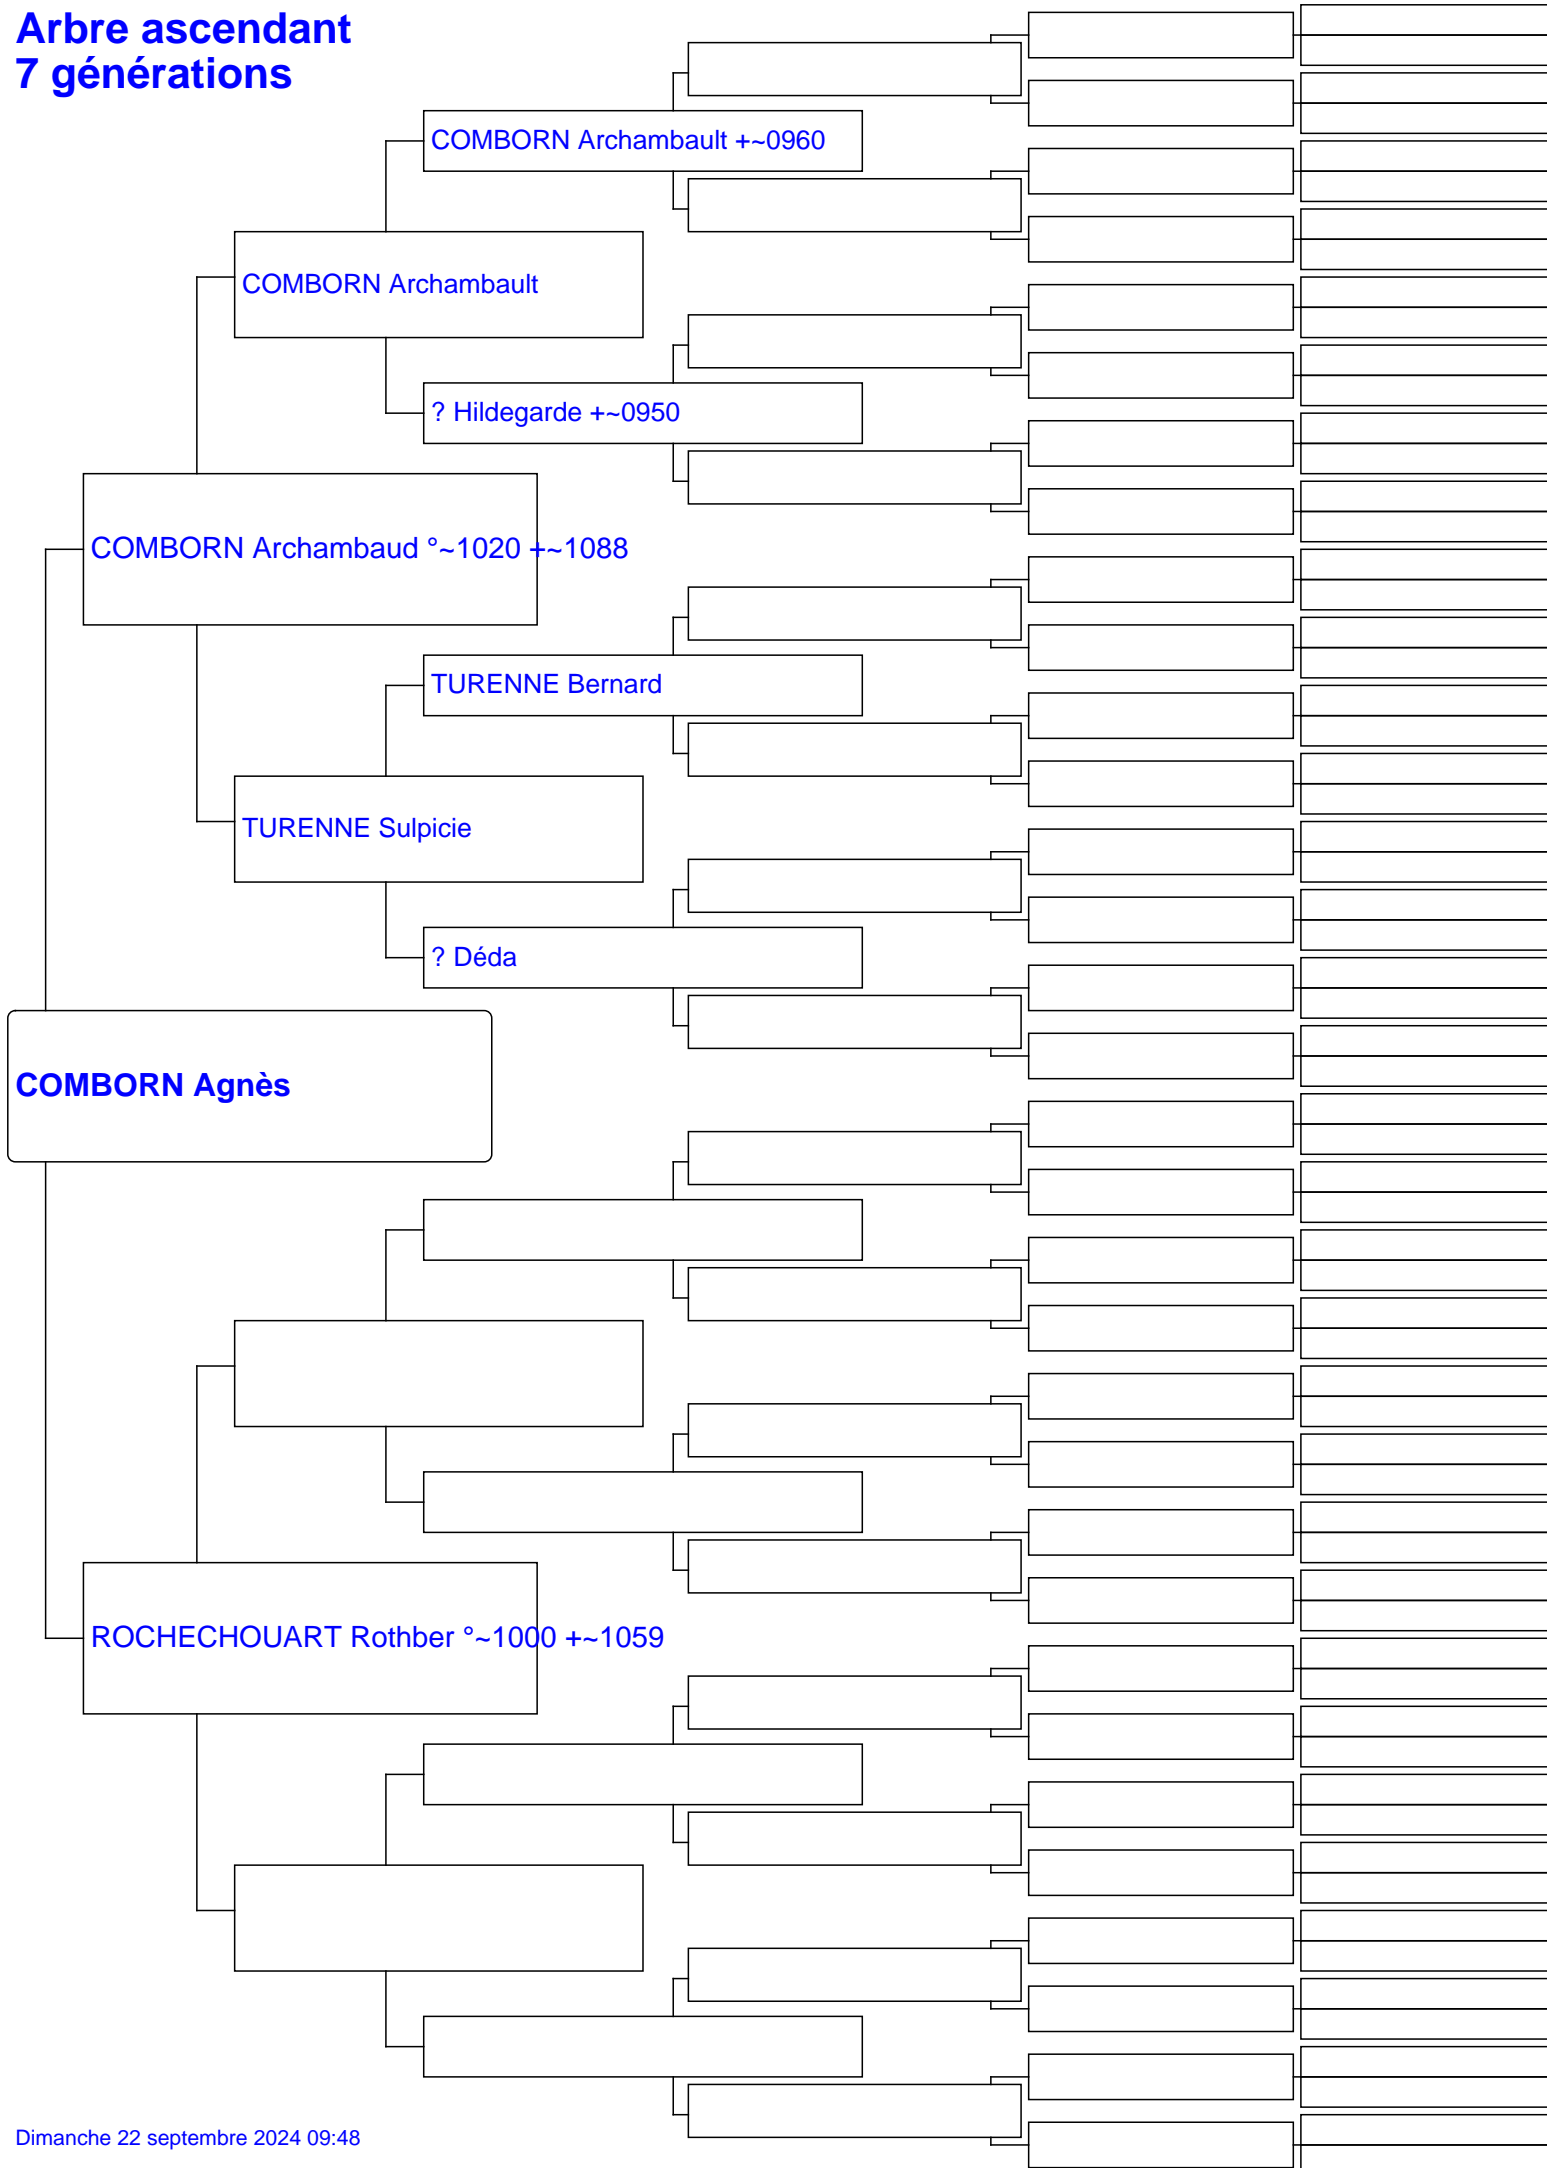 Arbre ascendant
7 générations
COMBORN Archambault +~0960
COMBORN Archambault
? Hildegarde +~0950
COMBORN Archambaud °~1020 +~1088
TURENNE Bernard
TURENNE Sulpicie
? Déda
COMBORN Agnès
ROCHECHOUART Rothber °~1000 +~1059
Dimanche 22 septembre 2024 09:48